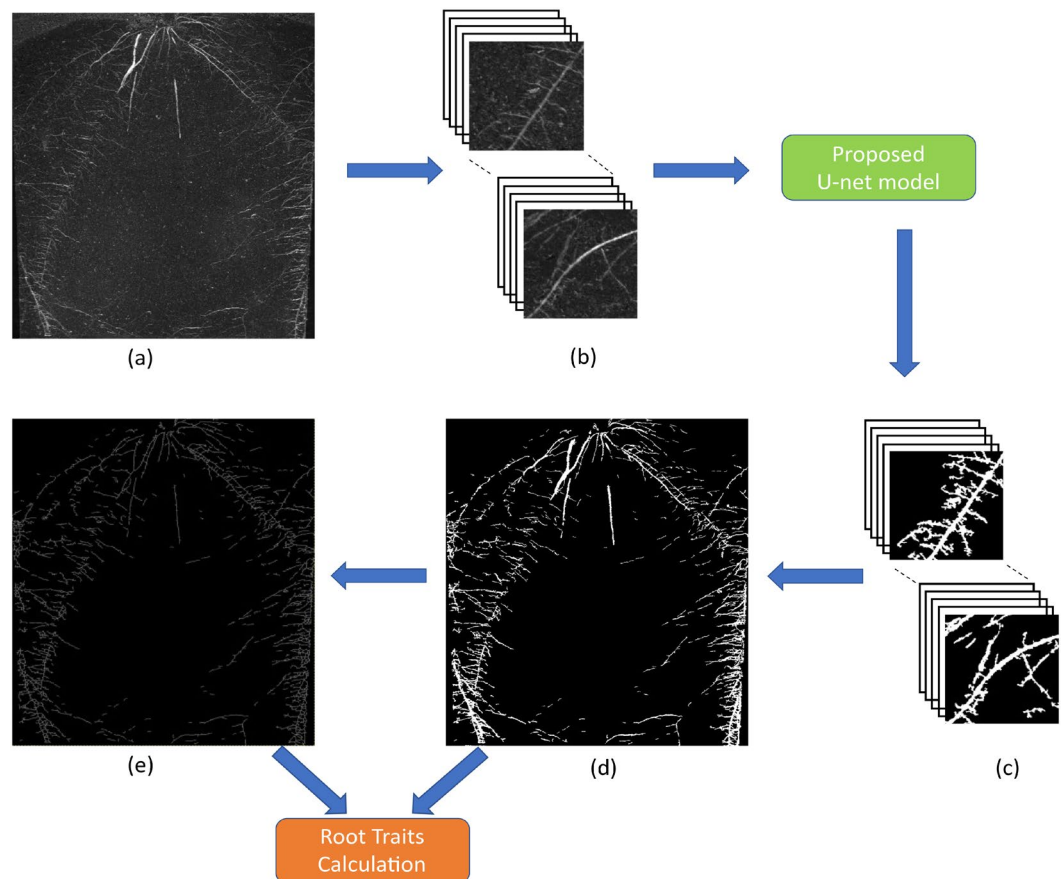 Proposed
U-net model
(a)
(b)
(e)
(d)
(c)
Root Traits
Calculation